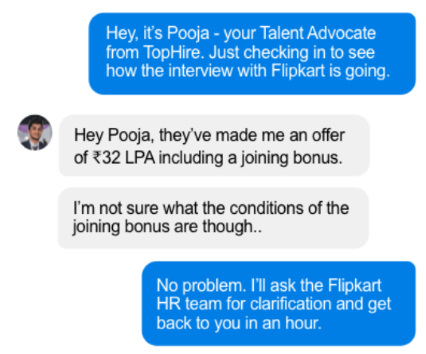 Hey, it's Pooja - your Talent Advocate
from TopHire. Just checking in to see
how the interview with Flipkart is going.
Hey Pooja, they've made me an offer
of ₹32 LPA including a joining bonus.
I'm not sure what the conditions of the
joining bonus are though..
No problem. I'll ask the Flipkart
HR team for clarification and get
back to you in an hour.